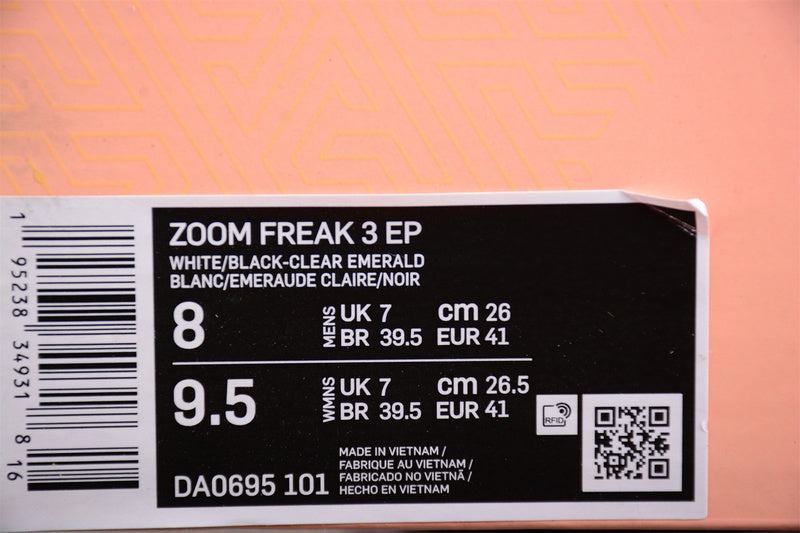 ZOOM FREAK 3 EP
WHITE/BLACK-CLEAR EMERALD
BLANC/EMERAUDE CLAIRE/NOIR
8 MENS UK 7 cm 26
BR 39.5 EUR 41
9.5 WMNS UK 7 cm 26.5
BR 39.5 EUR 41
RFID
MADE IN VIETNAM /
FABRIQUE AU VIETNAM /
FABRICADO NO VIETNÃ /
HECHO EN VIETNAM
DA0695 101
1 95238 34931 8 16